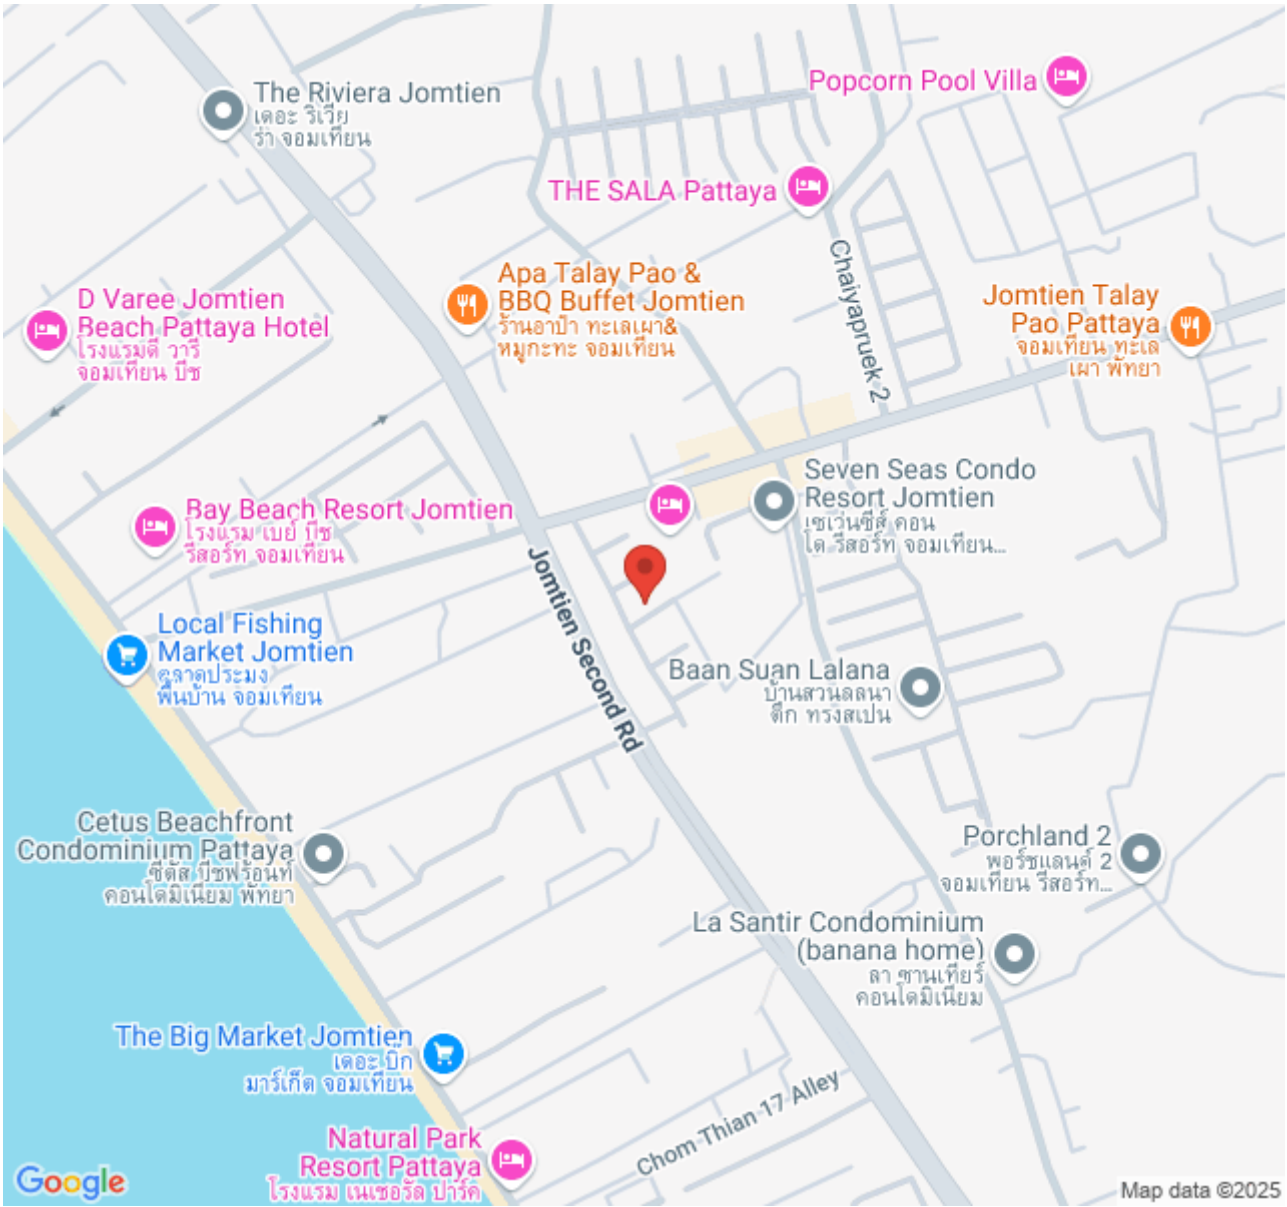 The Riviera Jomtien
เดอะ ริเวีย
ร่า จอมเทียน
Popcorn Pool Villa
THE SALA Pattaya
Chaiyapruek 2
Apa Talay Pao &
BBQ Buffet Jomtien
ร้านอาป๋า ทะเลเผา&
หมูกะทะ จอมเทียน
D Varee Jomtien
Beach Pattaya Hotel
โรงแรมดี วารี
จอมเทียน บีช
Jomtien Talay
Pao Pattaya
จอมเทียน ทะเล
เผา พัทยา
Seven Seas Condo
Resort Jomtien
เซเว่นซีส์ คอน
โด รีสอร์ท จอมเทียน...
Bay Beach Resort Jomtien
โรงแรม เบย์ บีช
รีสอร์ท จอมเทียน
Jomtien Second Rd
Local Fishing
Market Jomtien
ตลาดประมง
พื้นบ้าน จอมเทียน
Baan Suan Lalana
บ้านสวนลลนา
ตึก ทรงสเปน
Cetus Beachfront
Condominium Pattaya
ซีตัส บีชฟร้อนท์
คอนโดมิเนียม พัทยา
Porchland 2
พอร์ชแลนด์ 2
จอมเทียน รีสอร์ท...
La Santir Condominium
(banana home)
ลา ซานเทียร์
คอนโดมิเนียม
The Big Market Jomtien
เดอะ บิ๊ก
มาร์เก็ต จอมเทียน
Chom Thian 17 Alley
Natural Park
Resort Pattaya
โรงแรม เนเชอรัล ปาร์ค
Google
Map data ©2025